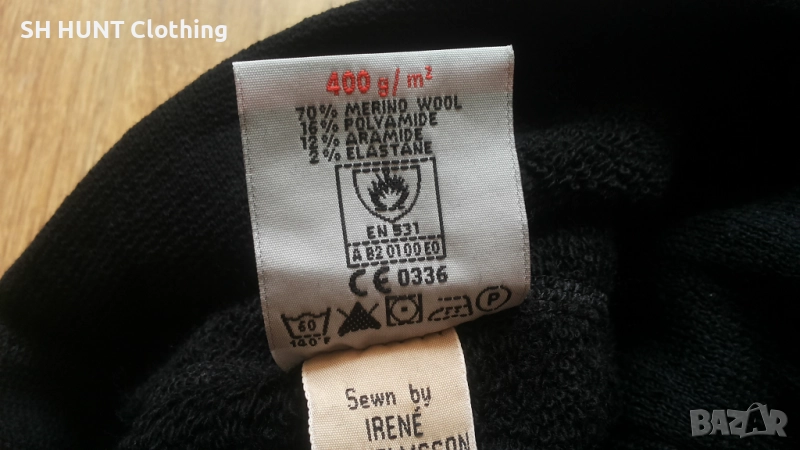 SH HUNT Clothing
400 g/m²
70% MERINO WOOL
16% POLYAMIDE
12% ARAMIDE
2% ELASTANE
EN 531
A B2 01 00 E0
CE 0336
60
140°F
P
Sewn by
IRENÉ
BAZAR